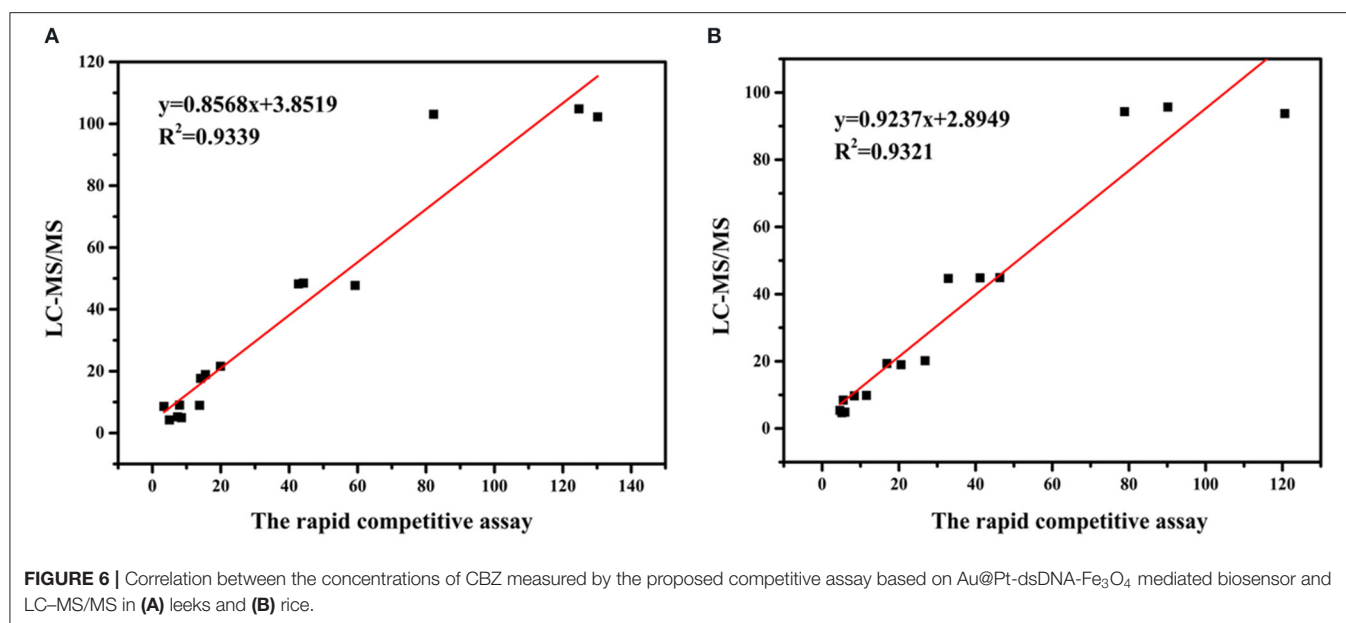 A
y=0.8568x+3.8519
R²=0.9339
LC-MS/MS
120
100
80
60
40
20
0
0 20 40 60 80 100 120 140
The rapid competitive assay
B
y=0.9237x+2.8949
R²=0.9321
LC-MS/MS
100
80
60
40
20
0
0 20 40 60 80 100 120
The rapid competitive assay
FIGURE 6 | Correlation between the concentrations of CBZ measured by the proposed competitive assay based on Au@Pt-dsDNA-Fe₃O₄ mediated biosensor and
LC–MS/MS in (A) leeks and (B) rice.